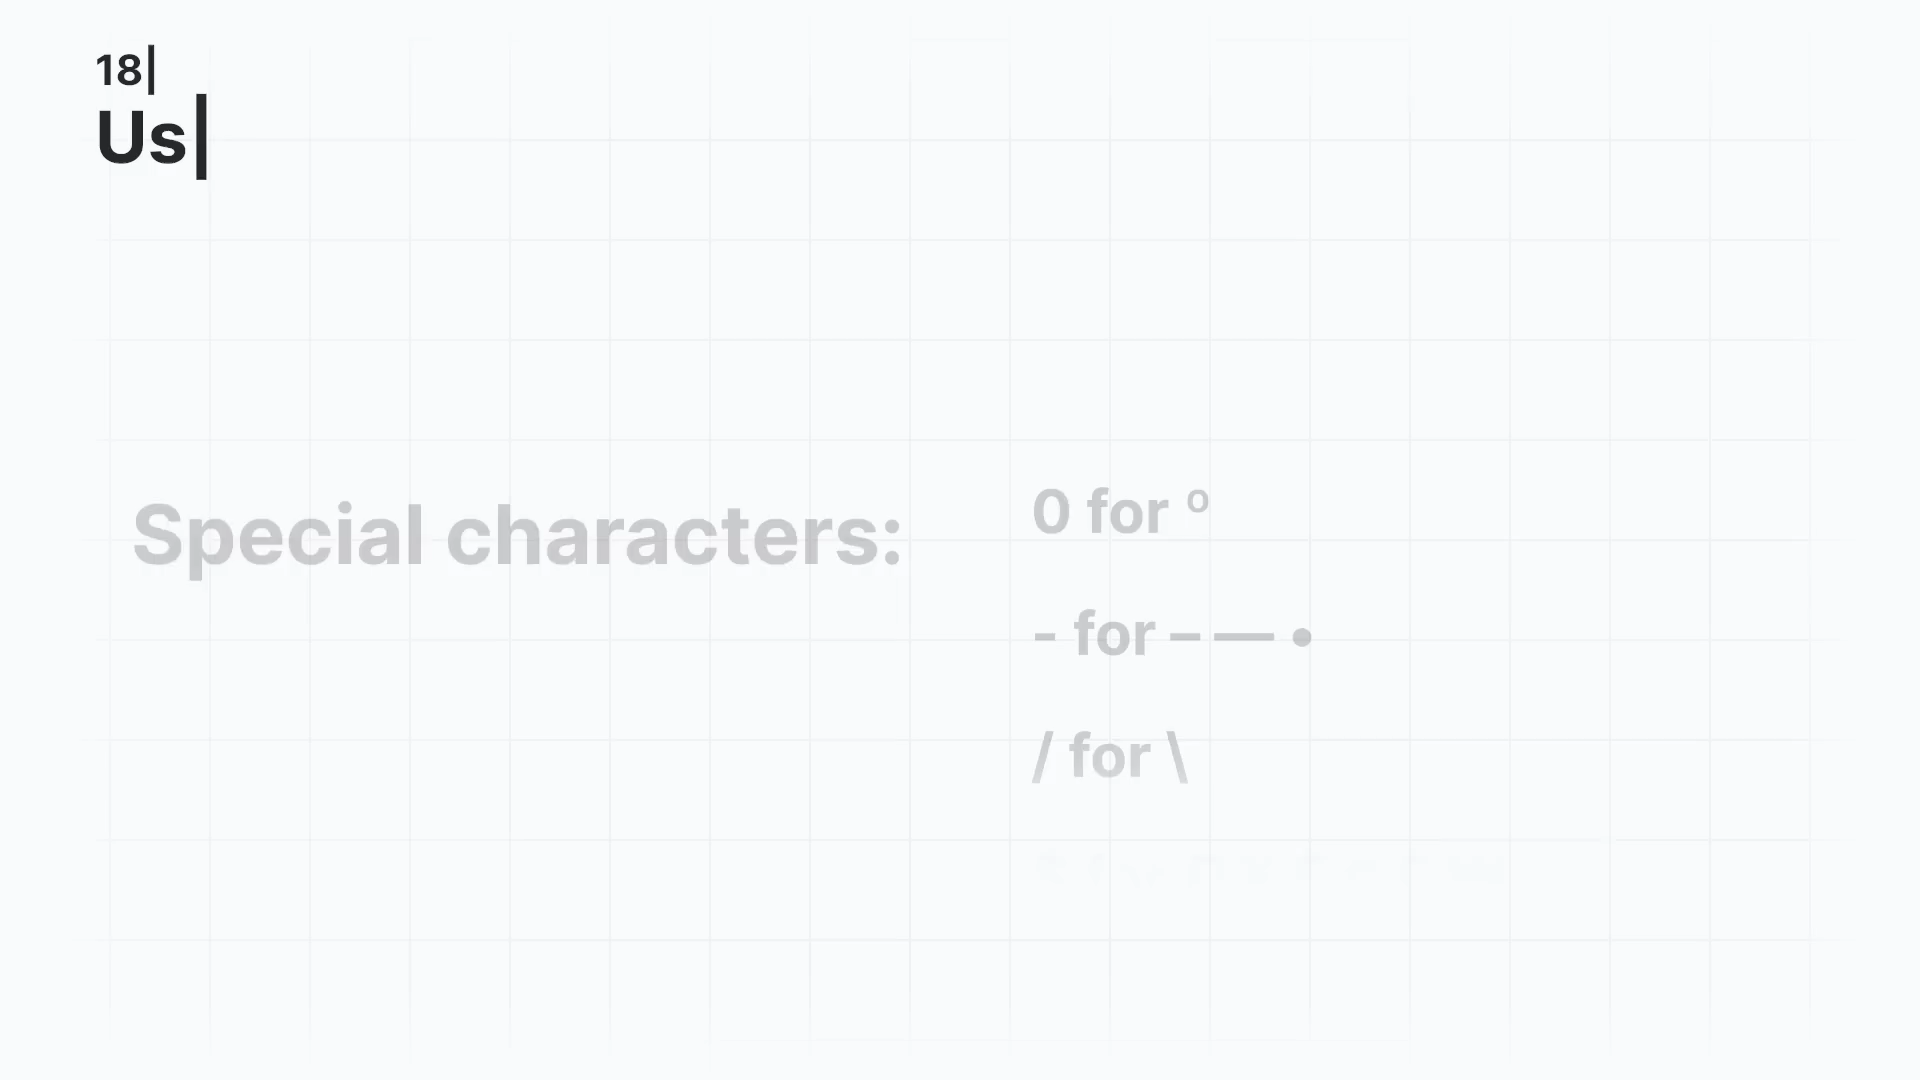 18|
Us|
Special characters:
0 for º
- for – — •
/ for \